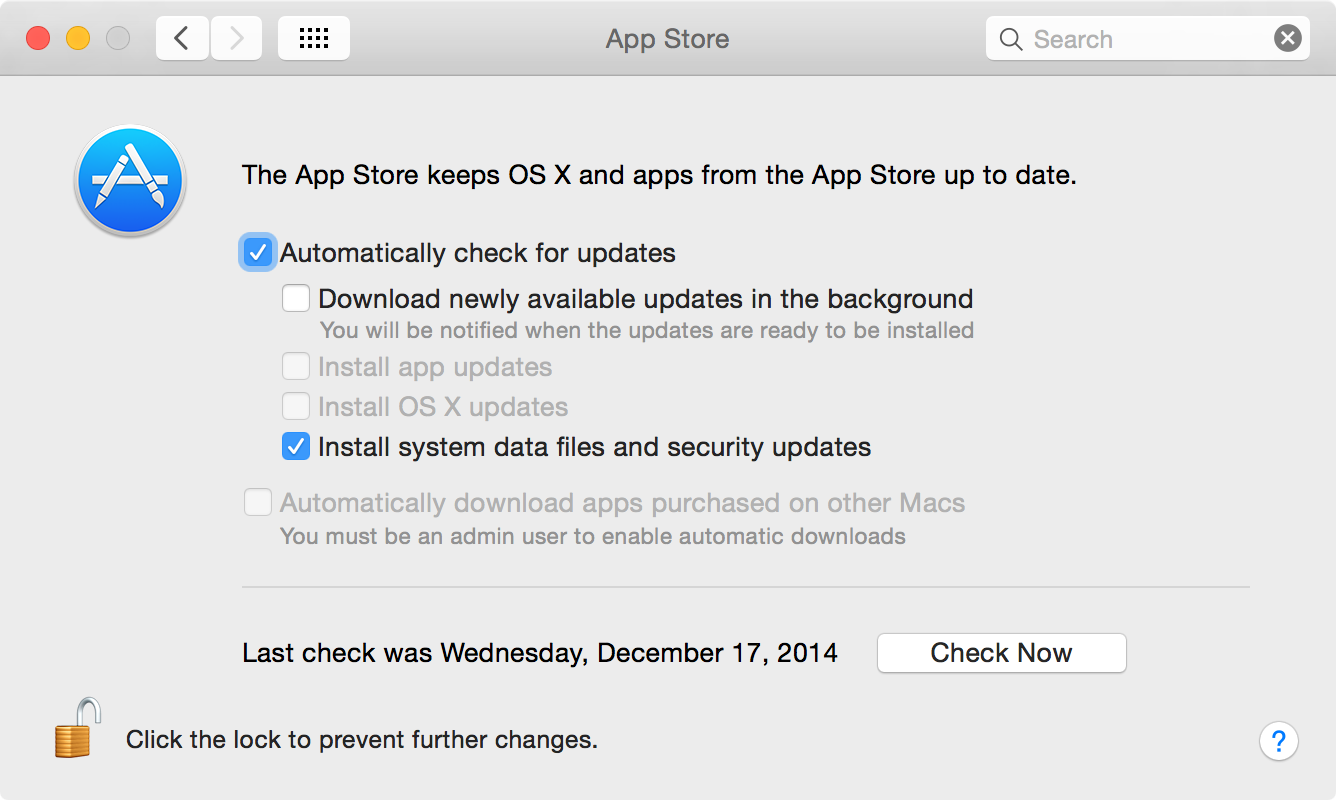 App Store
Search
The App Store keeps OS X and apps from the App Store up to date.
Automatically check for updates
Download newly available updates in the background
You will be notified when the updates are ready to be installed
Install app updates
Install OS X updates
Install system data files and security updates
Automatically download apps purchased on other Macs
You must be an admin user to enable automatic downloads
Last check was Wednesday, December 17, 2014
Check Now
Click the lock to prevent further changes.
?